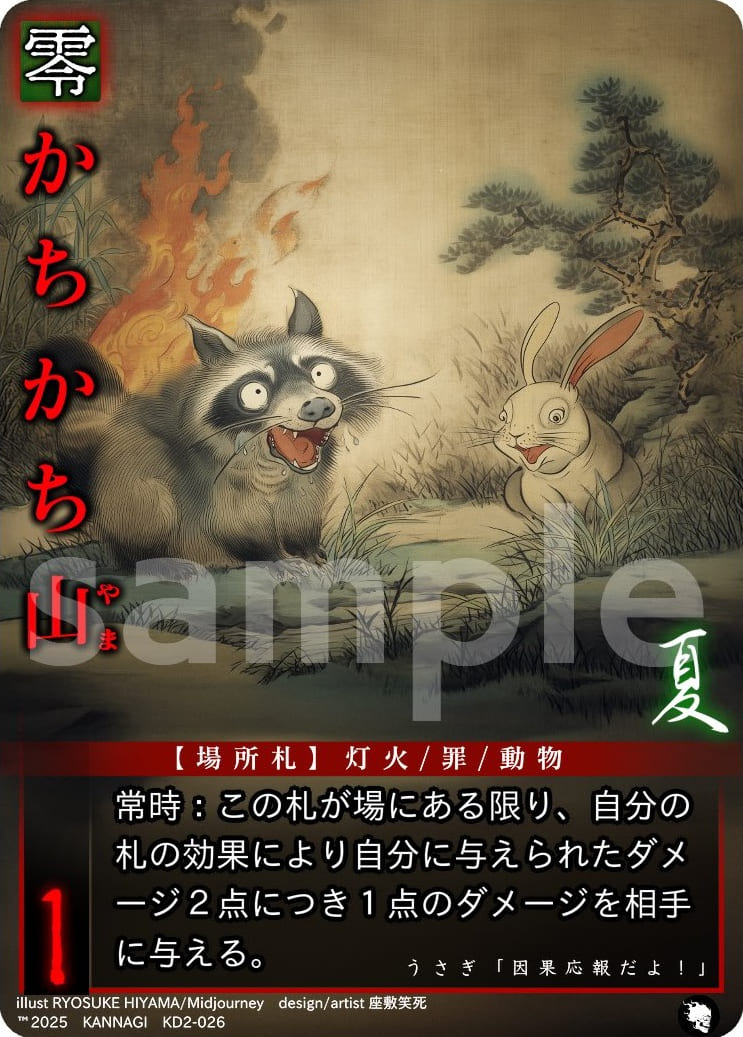 零
かちかち山
やま
sample
夏
【場所札】灯火/罪/動物
常時：この札が場にある限り、自分の
札の効果により自分に与えられたダメ
ージ２点につき１点のダメージを相手
に与える。
1
うさぎ「因果応報だよ！」
illust RYOSUKE HIYAMA/Midjourney design/artist 座敷笑死
™2025 KANNAGI KD2-026